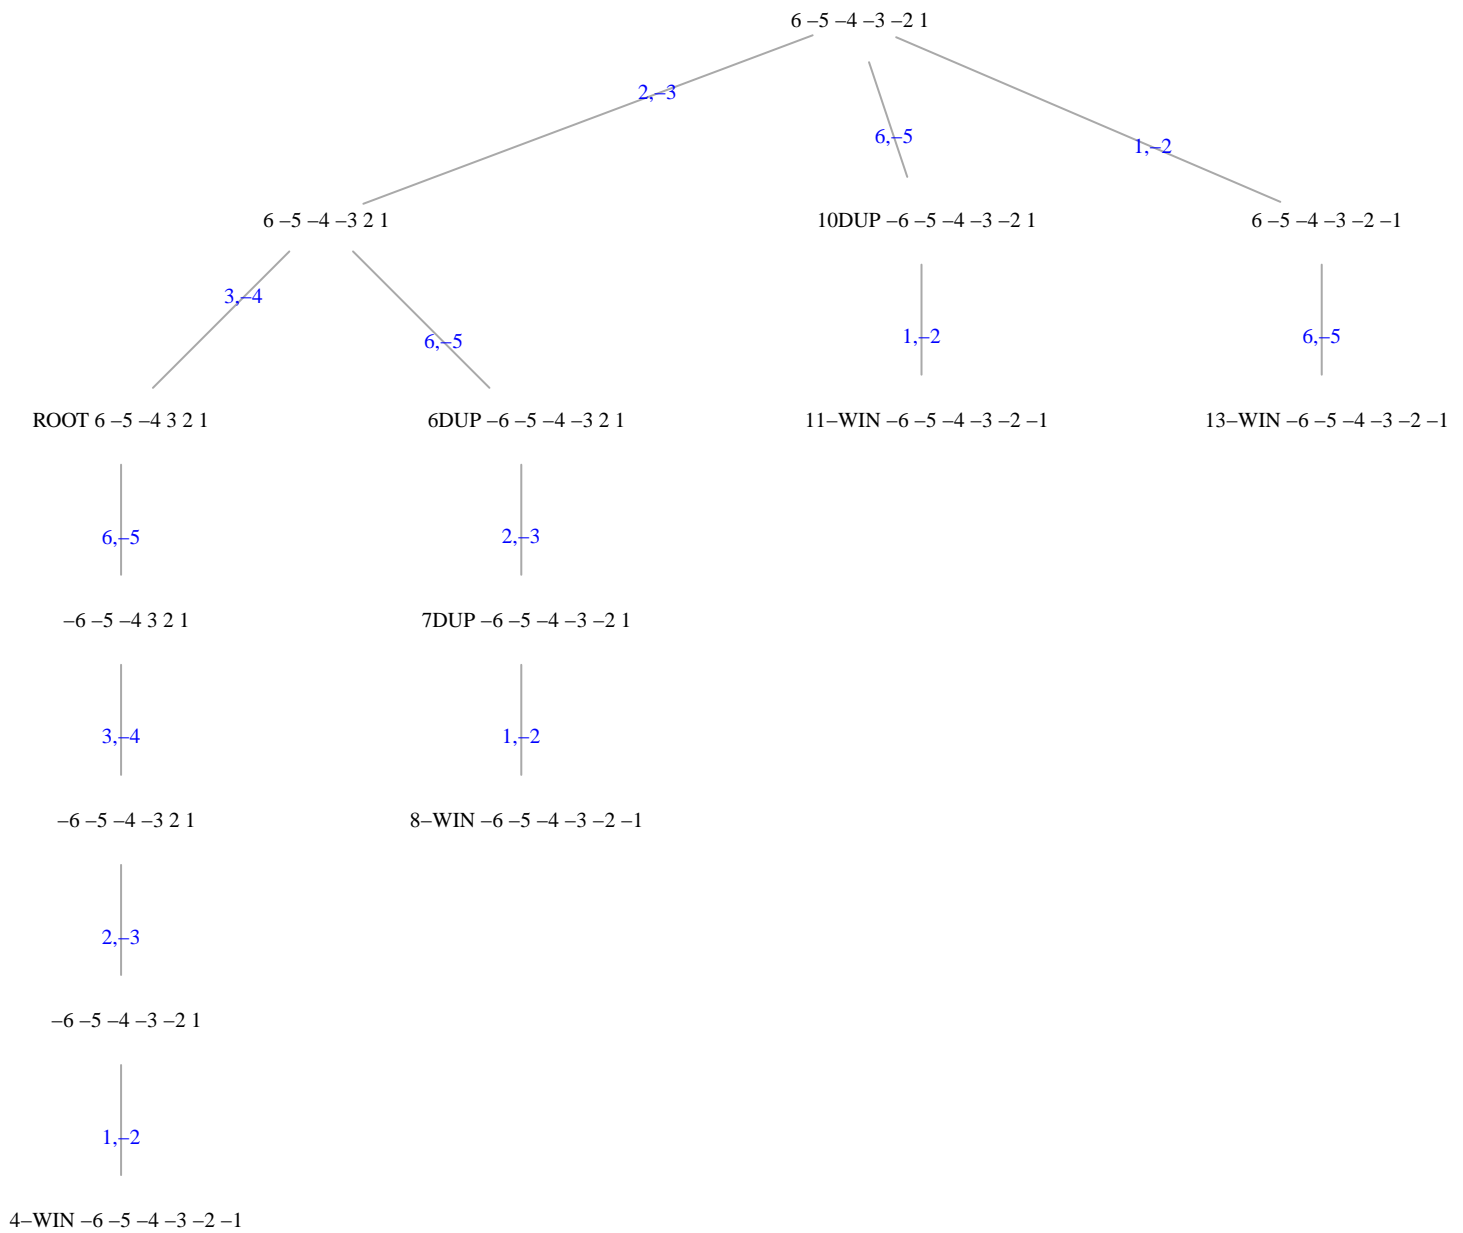 6 –5 –4 –3 –2 1
2,–3
6,–5
1,–2
6 –5 –4 –3 2 1
10DUP –6 –5 –4 –3 –2 1
6 –5 –4 –3 –2 –1
3,–4
6,–5
1,–2
6,–5
ROOT 6 –5 –4 3 2 1
6DUP –6 –5 –4 –3 2 1
11–WIN –6 –5 –4 –3 –2 –1
13–WIN –6 –5 –4 –3 –2 –1
6,–5
2,–3
–6 –5 –4 3 2 1
7DUP –6 –5 –4 –3 –2 1
3,–4
1,–2
–6 –5 –4 –3 2 1
8–WIN –6 –5 –4 –3 –2 –1
2,–3
–6 –5 –4 –3 –2 1
1,–2
4–WIN –6 –5 –4 –3 –2 –1